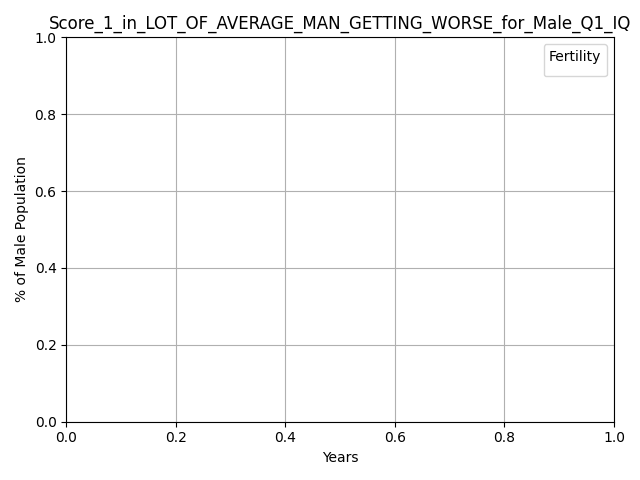 Score_1_in_LOT_OF_AVERAGE_MAN_GETTING_WORSE_for_Male_Q1_IQ
Fertility
% of Male Population
1.0
0.8
0.6
0.4
0.2
0.0
0.0 0.2 0.4 0.6 0.8 1.0
Years